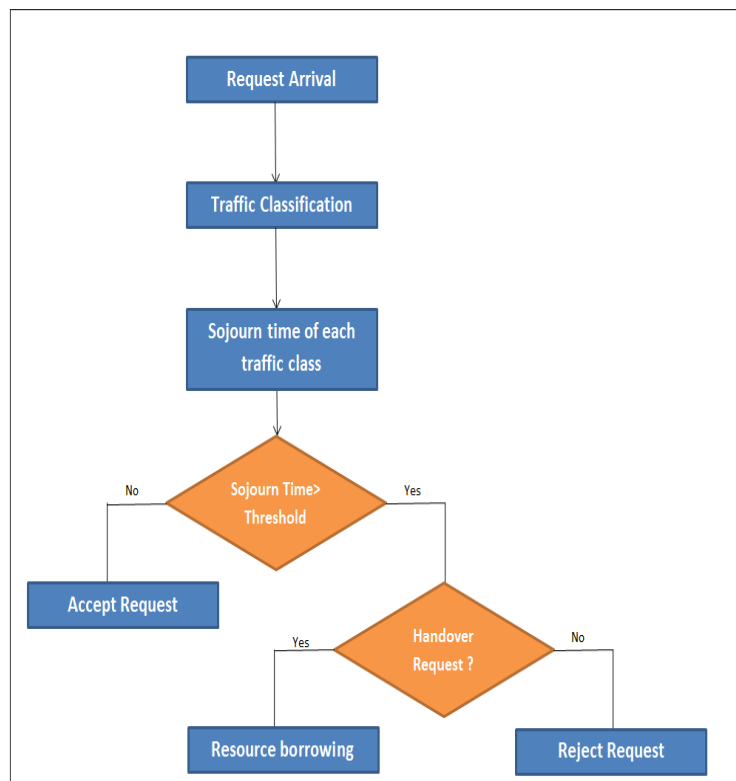 Request Arrival
Traffic Classification
Sojourn time of each
traffic class
Sojourn Time>
Threshold
No
Yes
Accept Request
Handover
Request ?
Yes
No
Resource borrowing
Reject Request